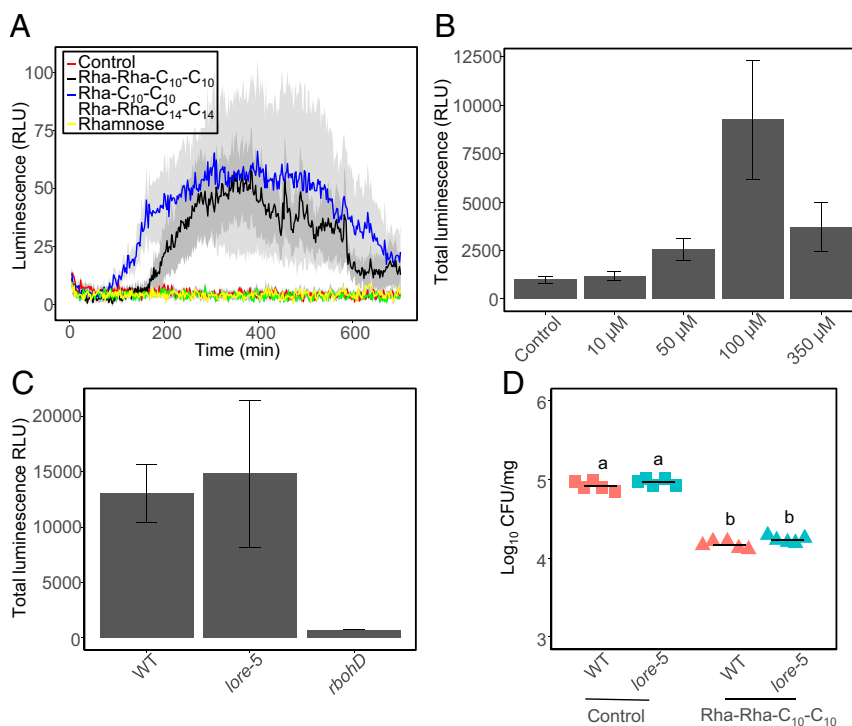 A
Luminescence (RLU)
100
75
50
25
0
Control
Rha-Rha-C₁₀-C₁₀
Rha-C₁₀-C₁₀
Rha-Rha-C₁₄-C₁₄
Rhamnose
0 200 400 600
Time (min)
B
Total luminescence (RLU)
12500
10000
7500
5000
2500
0
Control 10 µM 50 µM 100 µM 350 µM
C
Total luminescence RLU
20000
15000
10000
5000
0
WT lore-5 rbohD
D
Log₁₀ CFU/mg
6
5
4
3
a a b b
WT lore-5 WT lore-5
Control Rha-Rha-C₁₀-C₁₀